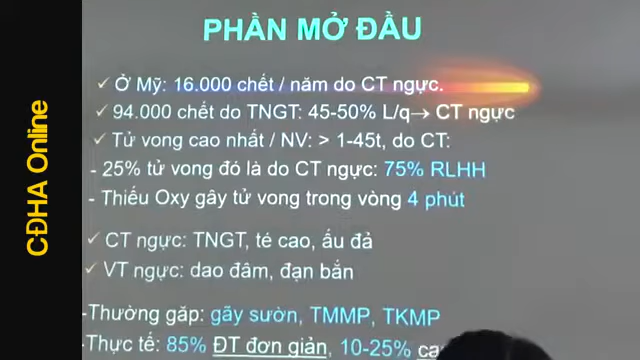 PHẦN MỞ ĐẦU
✓ Ở Mỹ: 16.000 chết / năm do CT ngực.
✓ 94.000 chết do TNGT: 45-50% L/q→ CT ngực
✓ Tử vong cao nhất / NV: > 1-45t, do CT:
- 25% tử vong đó là do CT ngực: 75% RLHH
- Thiếu Oxy gây tử vong trong vòng 4 phút
✓ CT ngực: TNGT, té cao, ẩu đả
✓ VT ngực: dao đâm, đạn bắn
-Thường gặp: gãy sườn, TMMP, TKMP
-Thực tế: 85% ĐT đơn giản, 10-25%
CĐHA Online